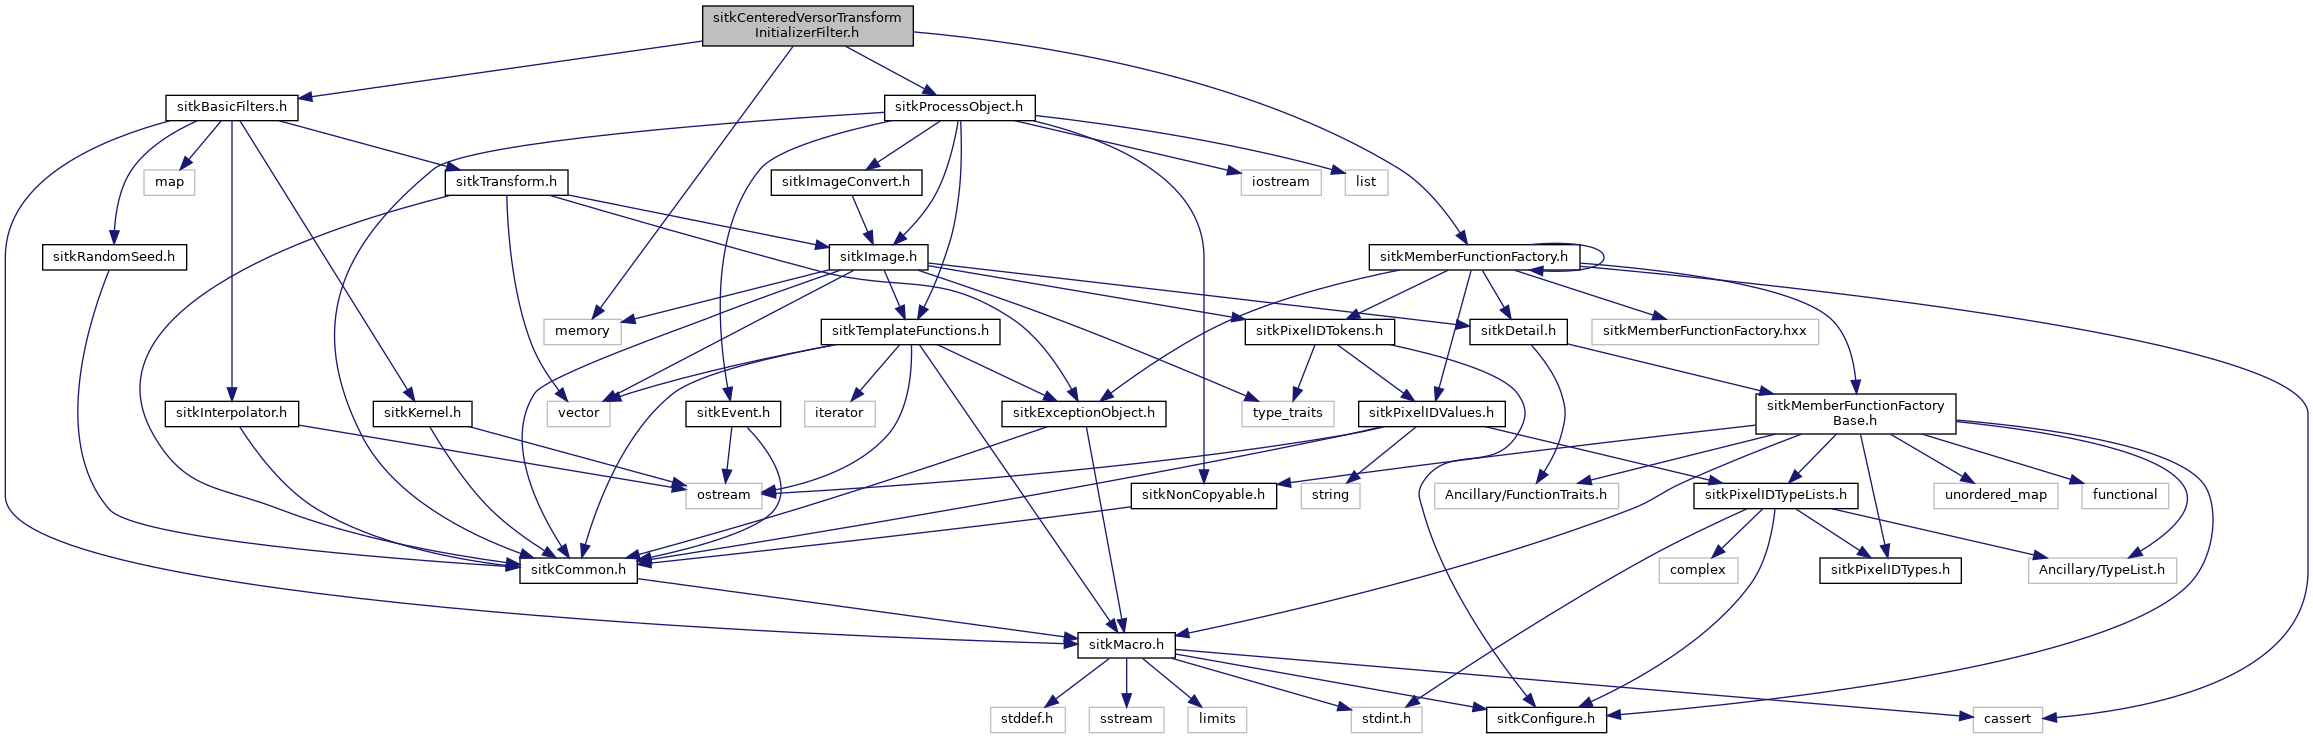 sitkCenteredVersorTransform
InitializerFilter.h
sitkBasicFilters.h
sitkProcessObject.h
map
sitkTransform.h
sitkImageConvert.h
iostream
list
sitkRandomSeed.h
sitkImage.h
sitkMemberFunctionFactory.h
memory
sitkTemplateFunctions.h
sitkPixelIDTokens.h
sitkDetail.h
sitkMemberFunctionFactory.hxx
sitkInterpolator.h
sitkKernel.h
vector
sitkEvent.h
iterator
sitkExceptionObject.h
type_traits
sitkPixelIDValues.h
sitkMemberFunctionFactory
Base.h
ostream
sitkNonCopyable.h
string
Ancillary/FunctionTraits.h
sitkPixelIDTypeLists.h
unordered_map
functional
sitkCommon.h
complex
sitkPixelIDTypes.h
Ancillary/TypeList.h
sitkMacro.h
stddef.h
sstream
limits
stdint.h
sitkConfigure.h
cassert